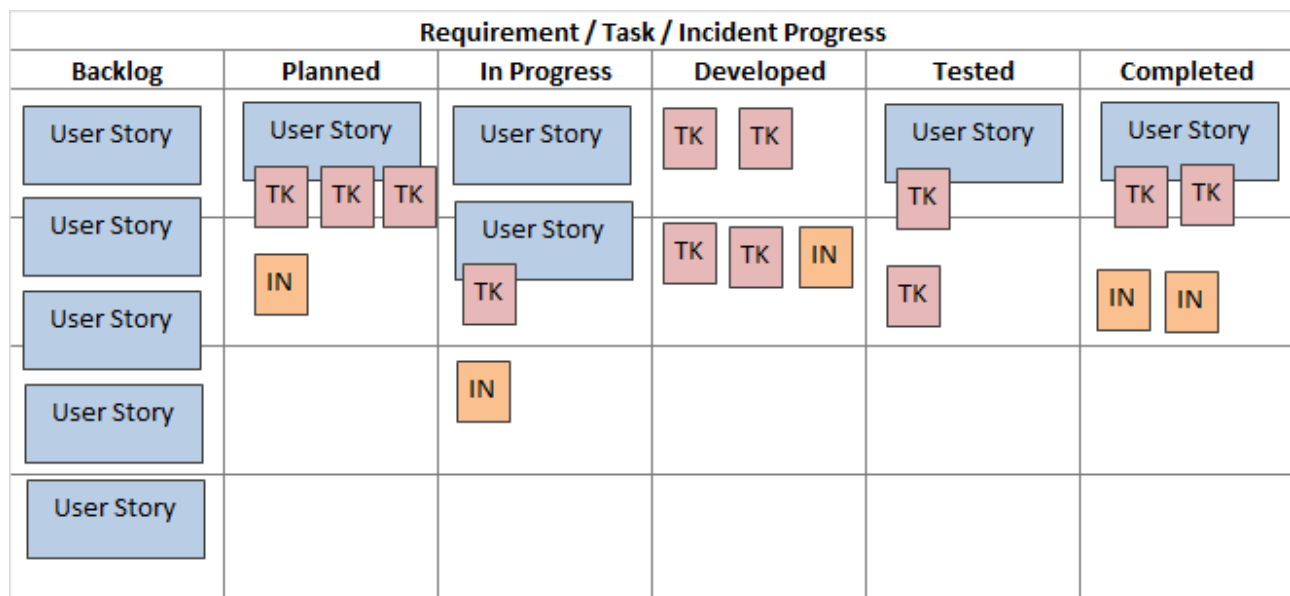 Requirement / Task / Incident Progress
Backlog Planned In Progress Developed Tested Completed
User Story User Story User Story TK TK User Story User Story
TK TK TK TK TK TK
User Story User Story TK TK IN
IN TK TK IN IN
User Story
IN
User Story
User Story